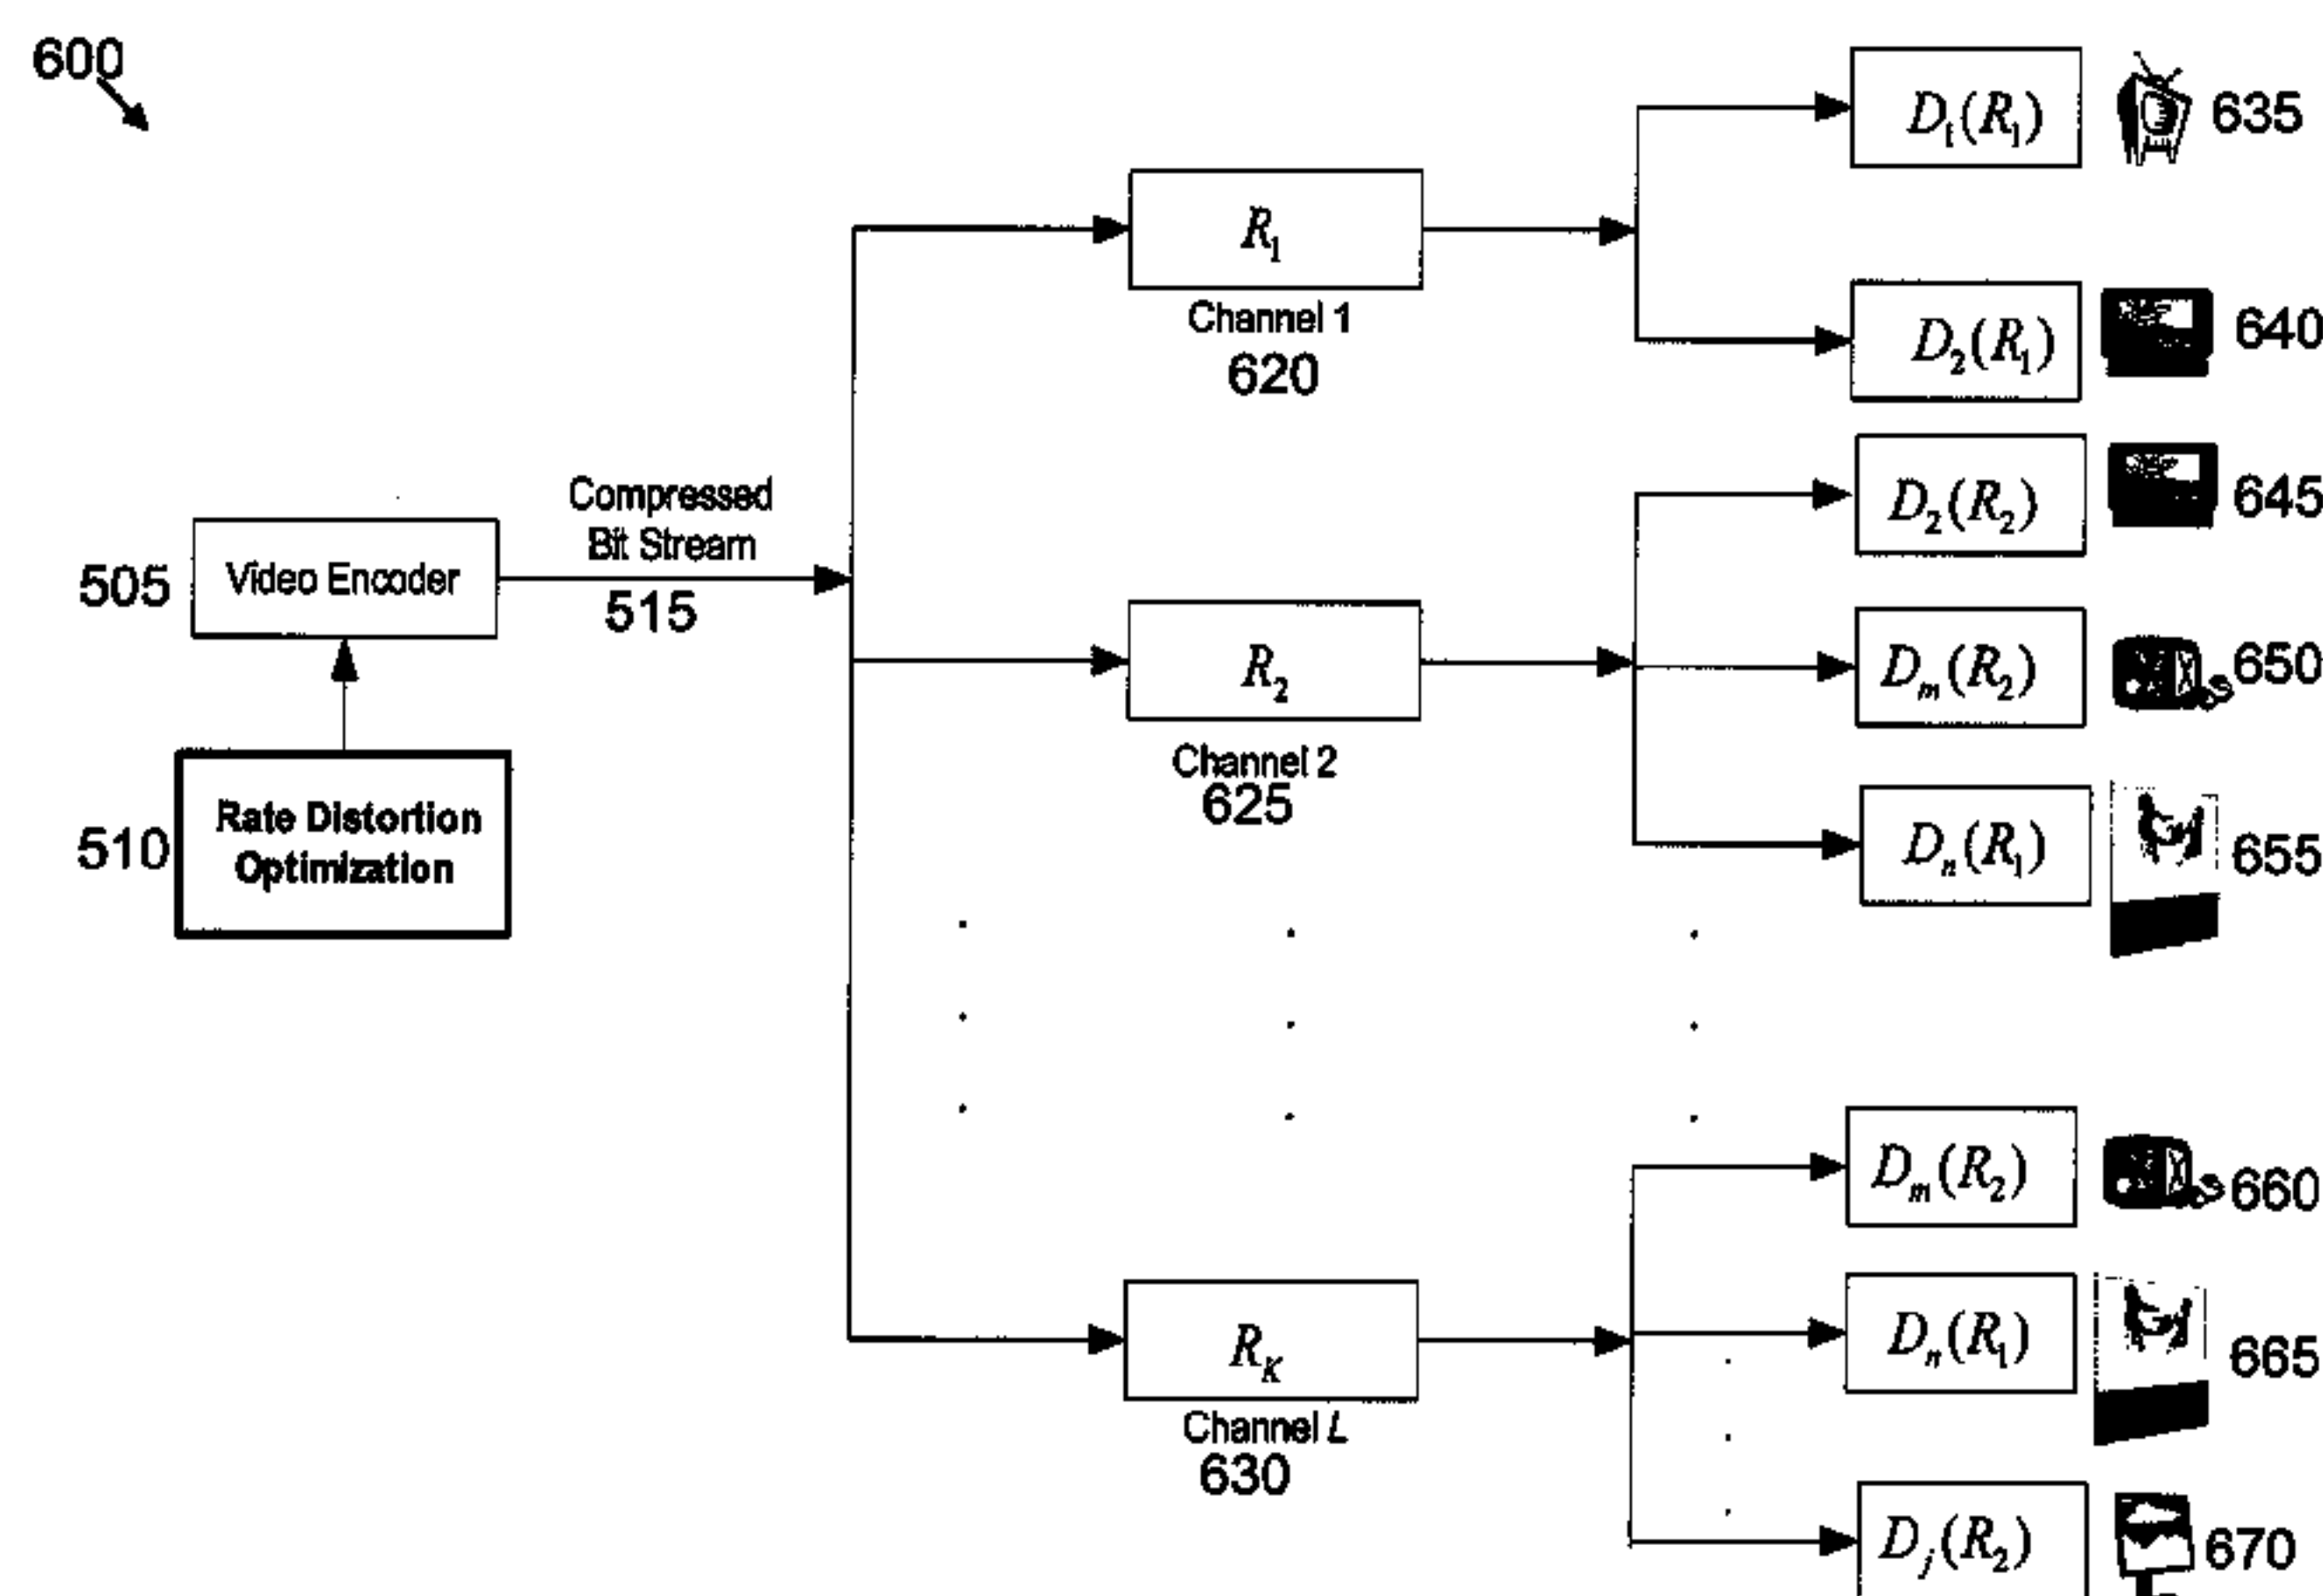 600
D₁(R₁)
635
R₁
Channel 1
620
D₂(R₁)
640
Compressed
Bit Stream
515
D₂(R₂)
645
505
Video Encoder
R₂
Channel 2
625
Dₘ(R₂)
650
510
Rate Distortion
Optimization
Dₙ(R₁)
655
Dₘ(R₂)
660
R_K
Channel L
630
Dₙ(R₁)
665
Dⱼ(R₂)
670